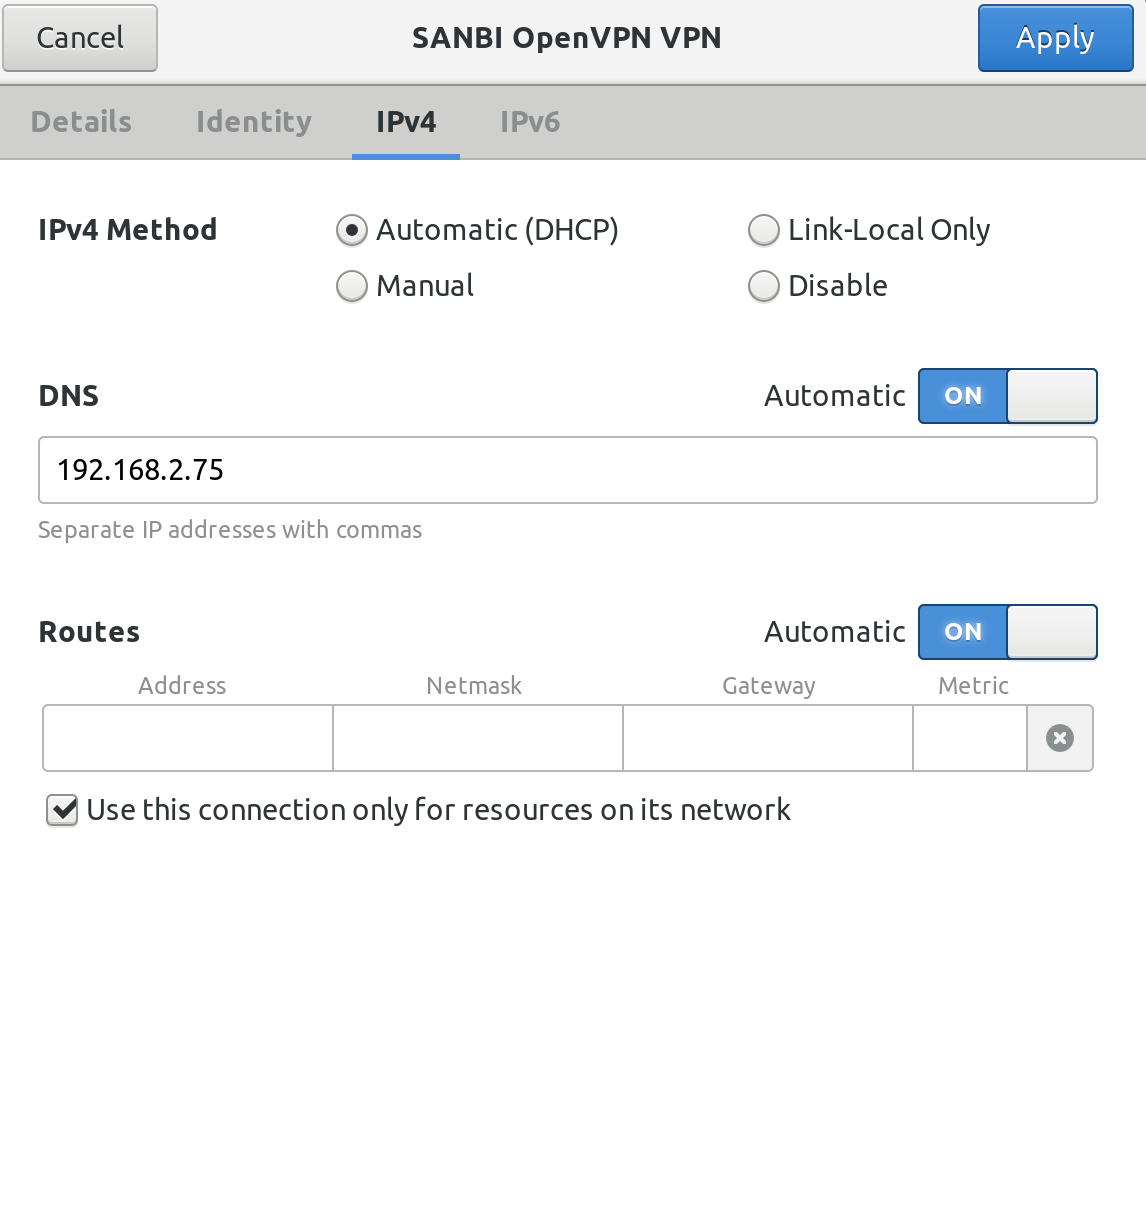 Cancel SANBI OpenVPN VPN Apply
Details Identity IPv4 IPv6
IPv4 Method Automatic (DHCP) Link-Local Only
Manual Disable
DNS Automatic ON
192.168.2.75
Separate IP addresses with commas
Routes Automatic ON
Address Netmask Gateway Metric
Use this connection only for resources on its network